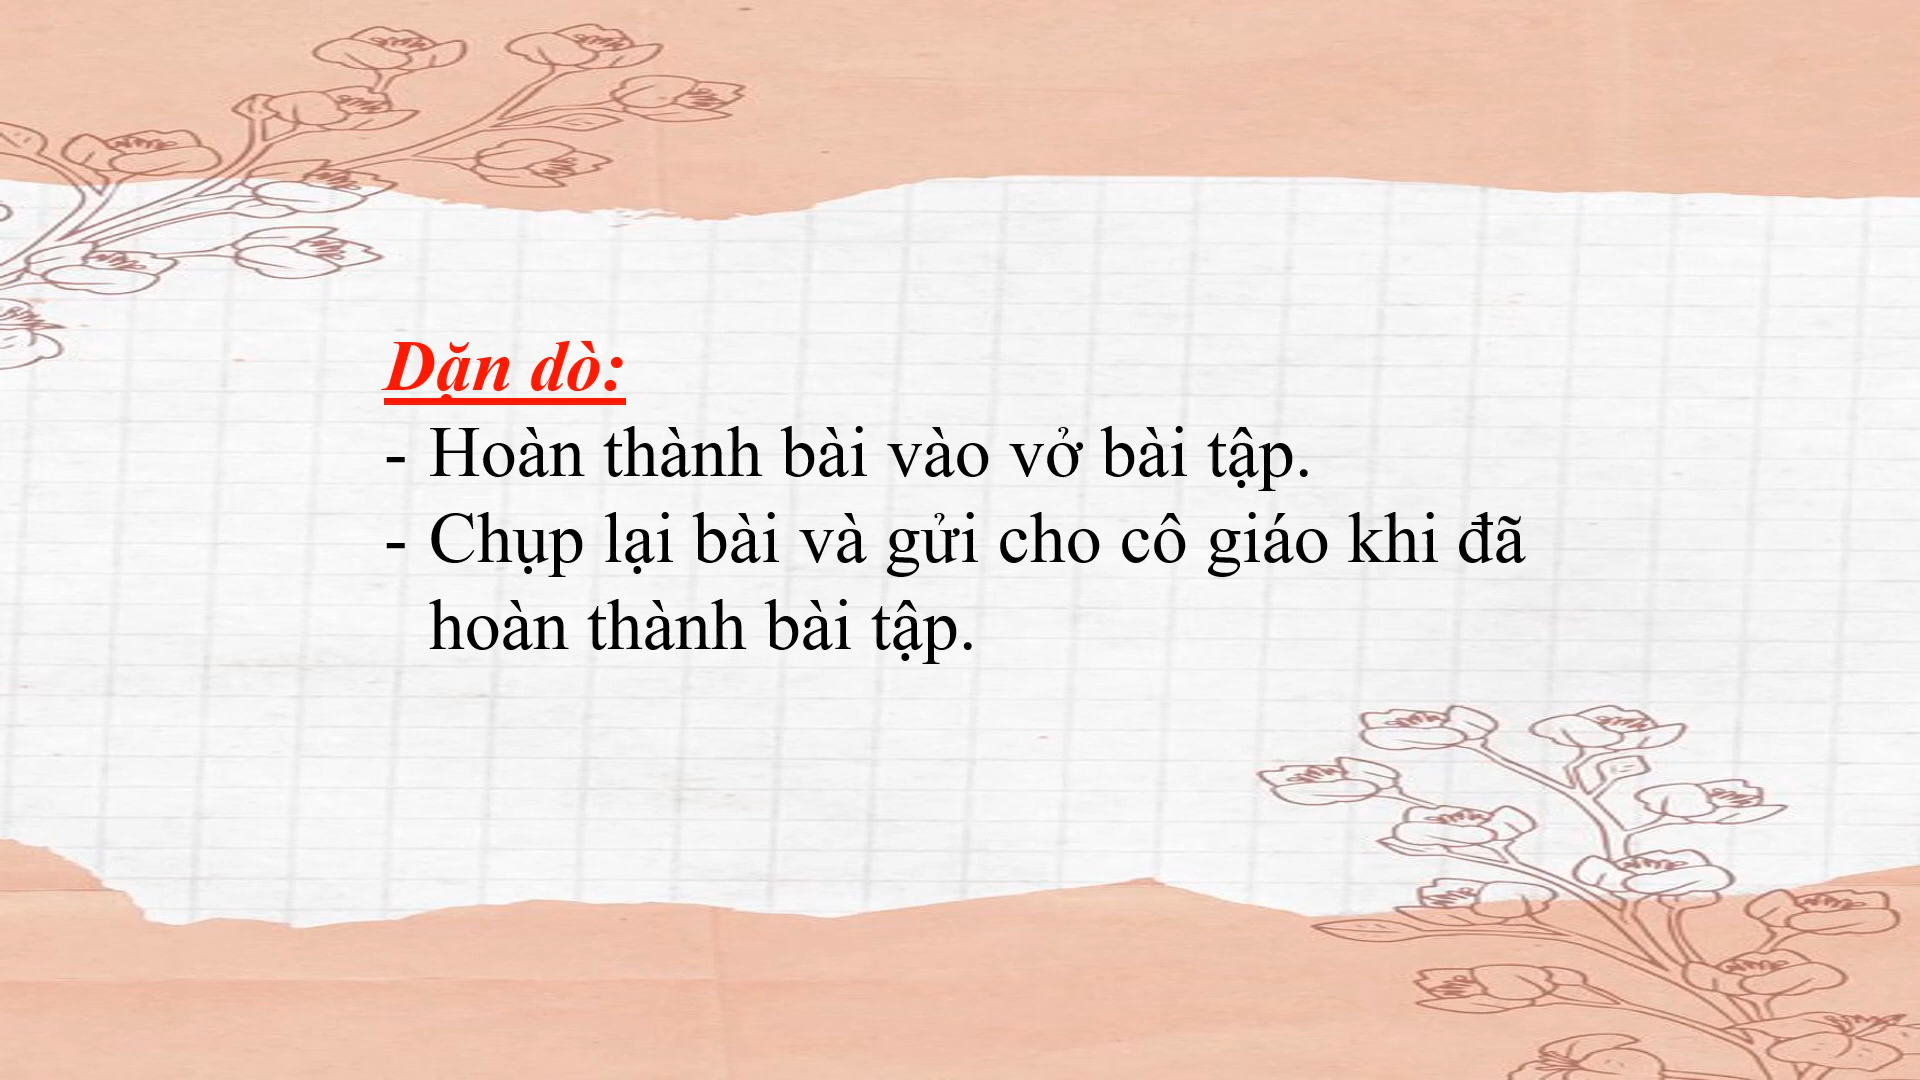 Dặn dò:
- Hoàn thành bài vào vở bài tập.
- Chụp lại bài và gửi cho cô giáo khi đã
hoàn thành bài tập.